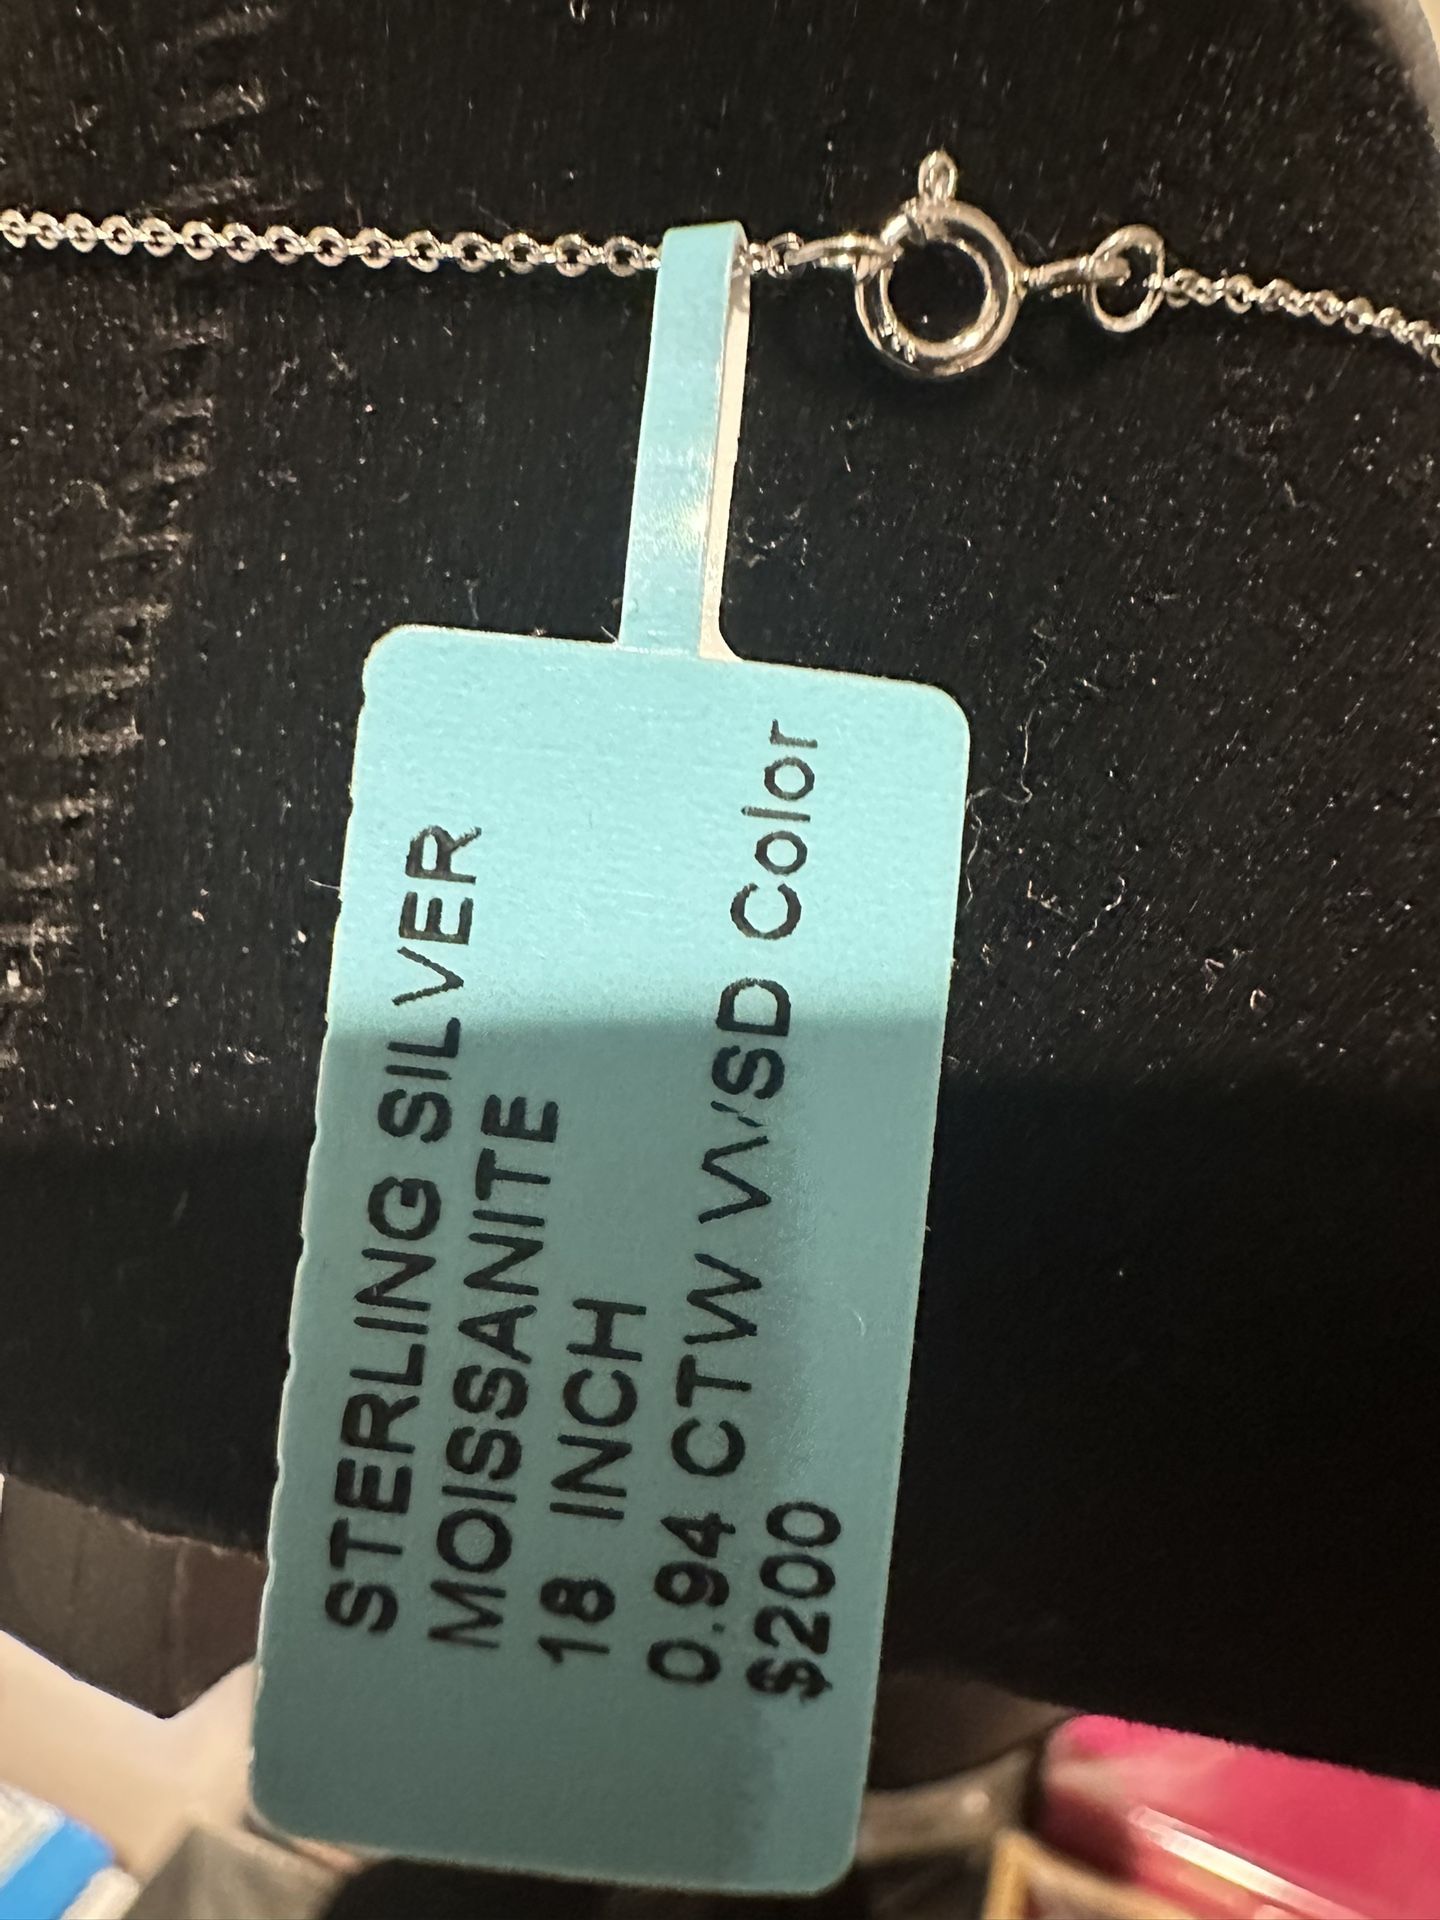 STERLING SILVER
MOISSANITE
18 INCH
0.94 CTW VVSD Color
$200